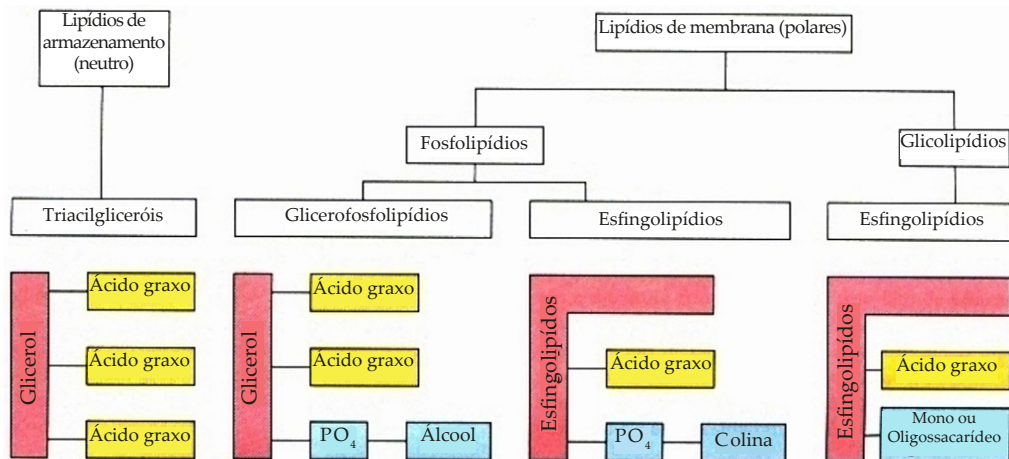 Lipídios de
armazenamento
(neutro)
Lipídios de membrana (polares)
Fosfolipídios
Glicolipídios
Triacilgliceróis
Glicerofosfolipídios
Esfingolipídios
Esfingolipídios
Glicerol
Ácido graxo
Ácido graxo
Ácido graxo
Glicerol
Ácido graxo
Ácido graxo
PO4
Álcool
Esfingolipídos
Ácido graxo
PO4
Colina
Esfingolipídos
Ácido graxo
Mono ou
Oligossacarídeo